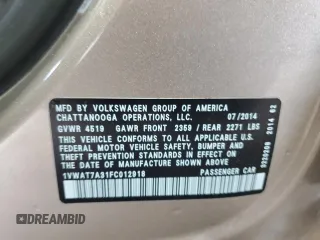 MFD BY VOLKSWAGEN GROUP OF AMERICA
CHATTANOOGA OPERATIONS, LLC. 07/2014
GVWR 4519 GAWR FRONT 2359 / REAR 2271 LBS
THIS VEHICLE CONFORMS TO ALL APPLICABLE U.S.
FEDERAL MOTOR VEHICLE SAFETY, BUMPER AND
THEFT PREVENTION STANDARDS IN EFFECT ON
THE DATE OF MANUFACTURE SHOWN ABOVE.
1VWAT7A31FC012918 PASSENGER CAR
2014 02
DREAMBID